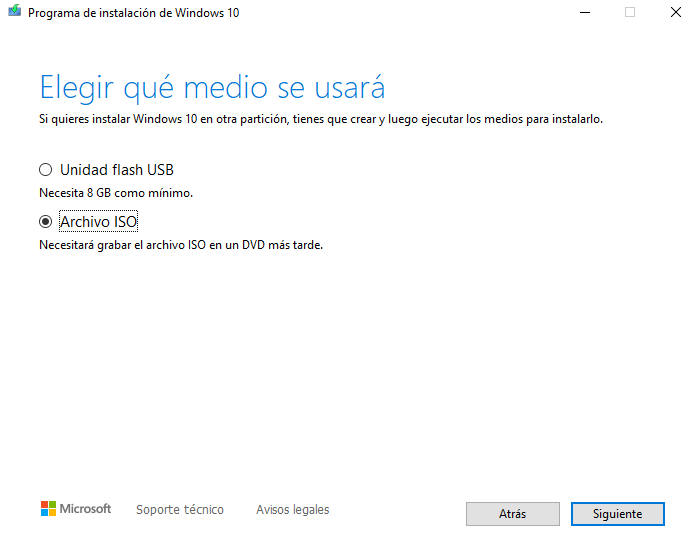 Programa de instalación de Windows 10
Elegir qué medio se usará
Si quieres instalar Windows 10 en otra partición, tienes que crear y luego ejecutar los medios para instalarlo.
Unidad flash USB
Necesita 8 GB como mínimo.
Archivo ISO
Necesitará grabar el archivo ISO en un DVD más tarde.
Microsoft Soporte técnico Avisos legales Atrás Siguiente